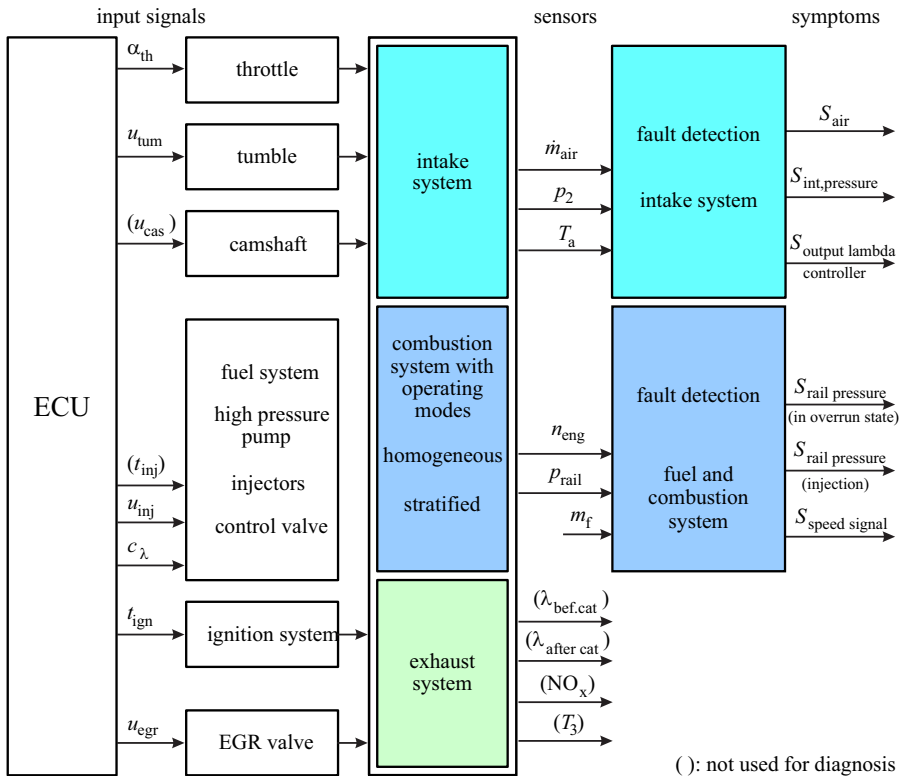 input signals
sensors
symptoms
ECU
α_th
u_tum
(u_cas)
(t_inj)
u_inj
c_λ
t_ign
u_egr
throttle
tumble
camshaft
fuel system
high pressure
pump
injectors
control valve
ignition system
EGR valve
intake
system
combustion
system with
operating
modes
homogeneous
stratified
exhaust
system
ṁ_air
p_2
T_a
n_eng
p_rail
m_f
(λ_bef.cat)
(λ_after cat)
(NO_x)
(T_3)
fault detection
intake system
fault detection
fuel and
combustion
system
S_air
S_int,pressure
S_output lambda
controller
S_rail pressure
(in overrun state)
S_rail pressure
(injection)
S_speed signal
( ): not used for diagnosis